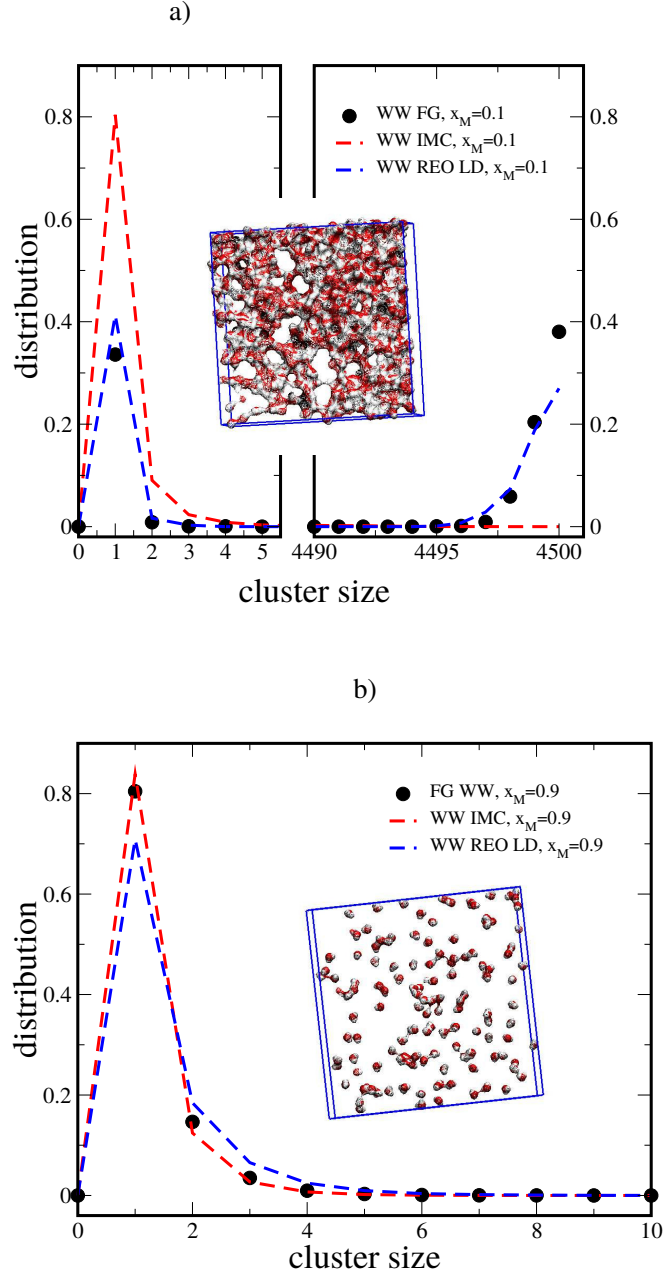 a)
0.8
0.6
0.4
0.2
0
distribution
WW FG, x_M=0.1
WW IMC, x_M=0.1
WW REO LD, x_M=0.1
0.8
0.6
0.4
0.2
0
0 1 2 3 4 5
4490 4495 4500
cluster size
b)
0.8
0.6
0.4
0.2
0
distribution
FG WW, x_M=0.9
WW IMC, x_M=0.9
WW REO LD, x_M=0.9
0 2 4 6 8 10
cluster size